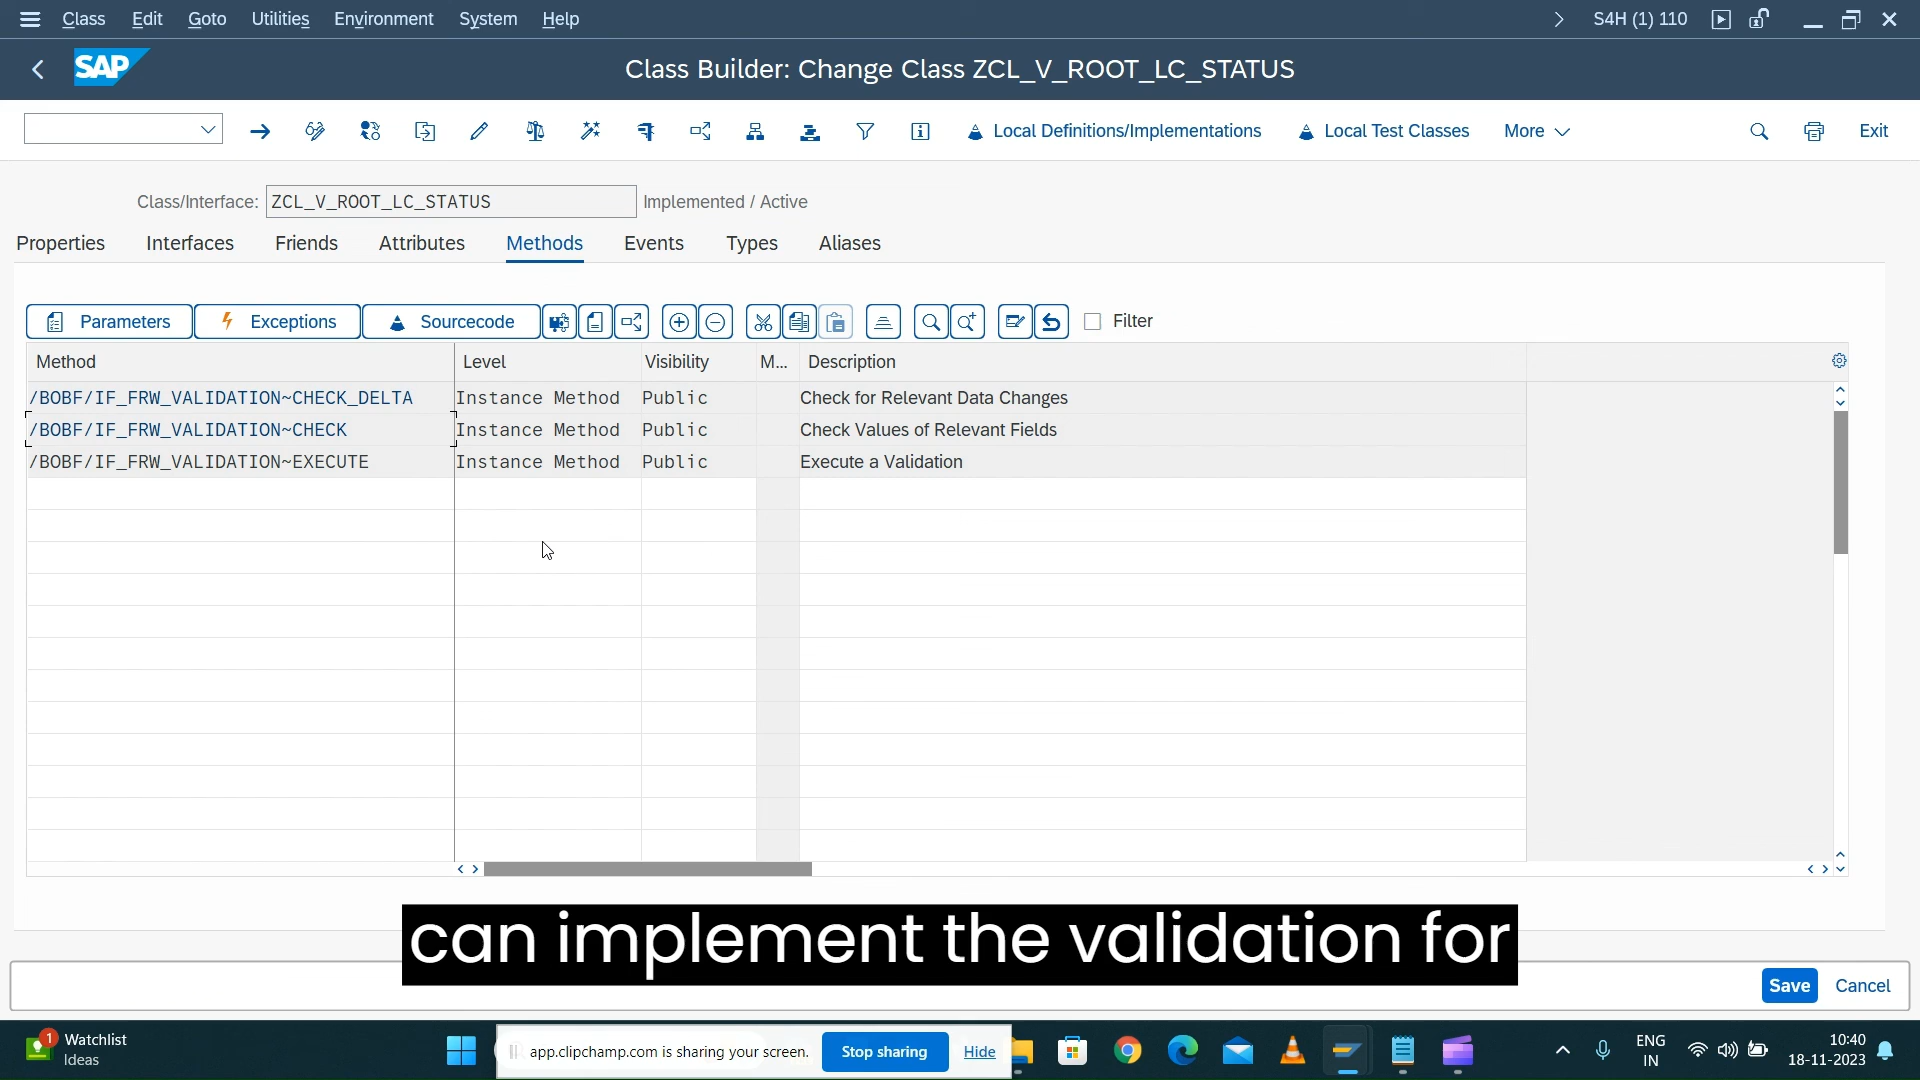 Class Edit Goto Utilities Environment System Help S4H (1) 110
SAP Class Builder: Change Class ZCL_V_ROOT_LC_STATUS
Local Definitions/Implementations Local Test Classes More Exit
Class/Interface: ZCL_V_ROOT_LC_STATUS Implemented / Active
Properties Interfaces Friends Attributes Methods Events Types Aliases
Parameters Exceptions Sourcecode Filter
Method Level Visibility M... Description
/BOBF/IF_FRW_VALIDATION~CHECK_DELTA Instance Method Public Check for Relevant Data Changes
/BOBF/IF_FRW_VALIDATION~CHECK Instance Method Public Check Values of Relevant Fields
/BOBF/IF_FRW_VALIDATION~EXECUTE Instance Method Public Execute a Validation
can implement the validation for
Save Cancel
1 Watchlist
Ideas
app.clipchamp.com is sharing your screen. Stop sharing Hide
ENG
IN
10:40
18-11-2023